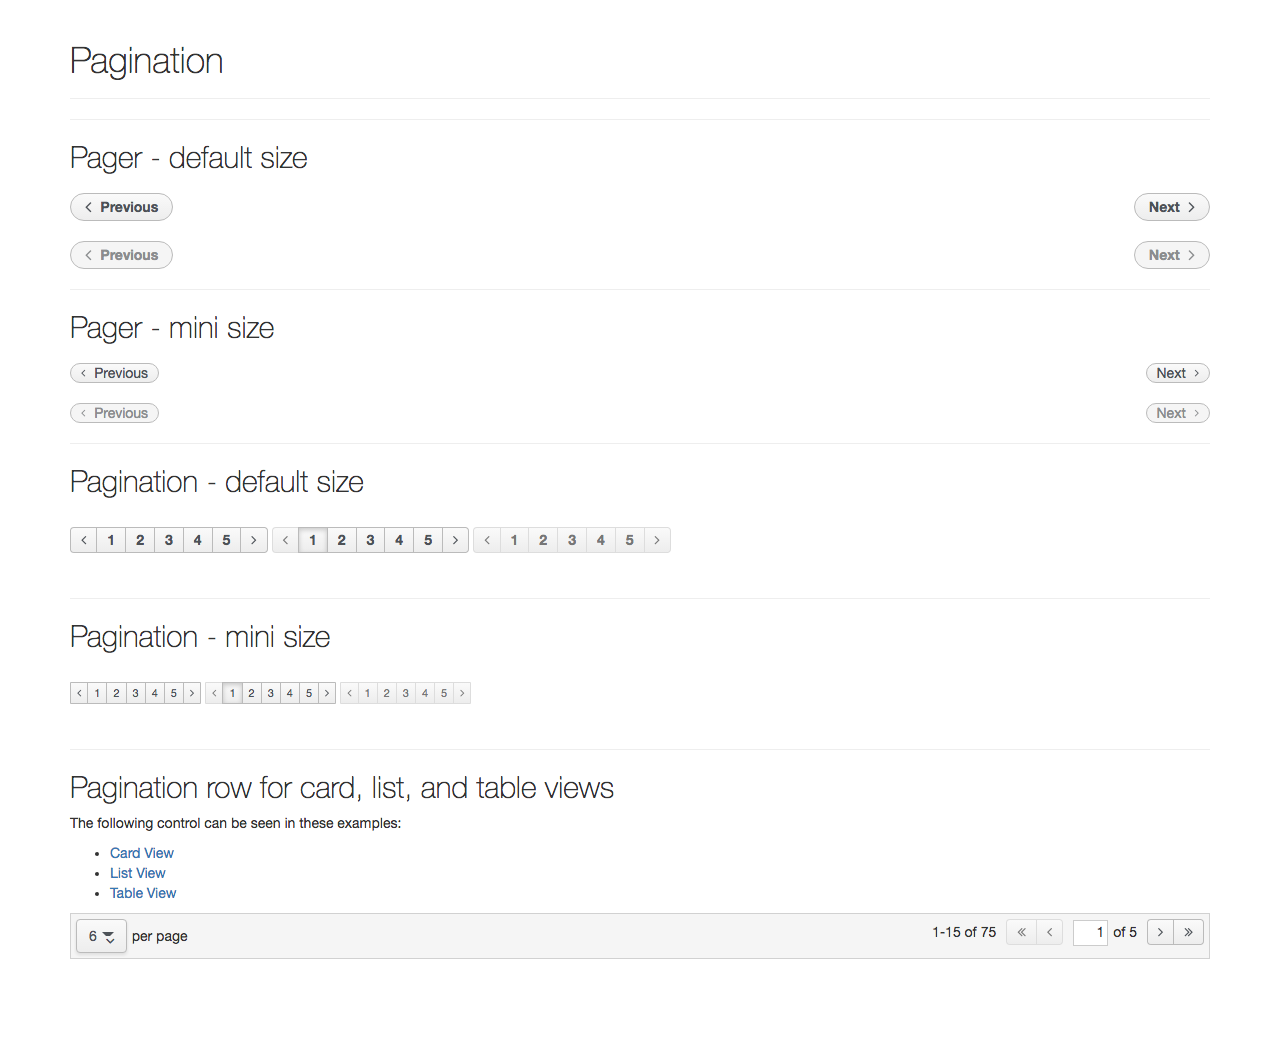 Pagination
Pager - default size
‹ Previous Next ›
‹ Previous Next ›
Pager - mini size
‹ Previous Next ›
‹ Previous Next ›
Pagination - default size
‹ 1 2 3 4 5 › ‹ 1 2 3 4 5 › ‹ 1 2 3 4 5 ›
Pagination - mini size
‹ 1 2 3 4 5 › ‹ 1 2 3 4 5 › ‹ 1 2 3 4 5 ›
Pagination row for card, list, and table views
The following control can be seen in these examples:
• Card View
• List View
• Table View
6 per page 1-15 of 75 « ‹ 1 of 5 › »